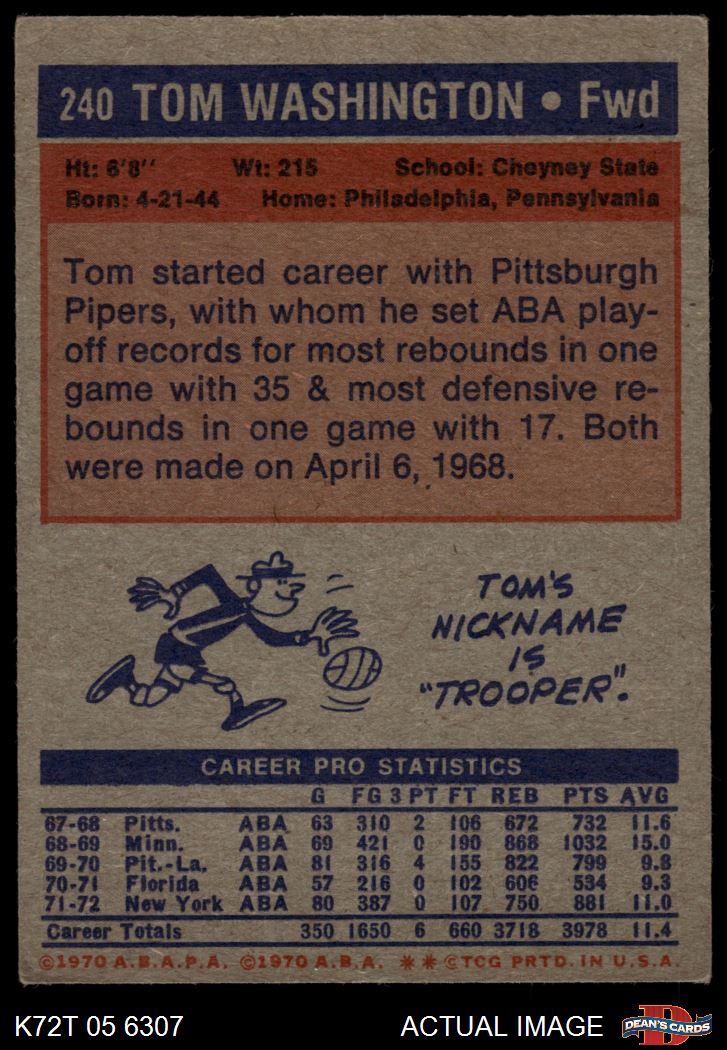 240 TOM WASHINGTON • Fwd
Ht: 6'8'' Wt: 215 School: Cheyney State
Born: 4-21-44 Home: Philadelphia, Pennsylvania
Tom started career with Pittsburgh
Pipers, with whom he set ABA play-
off records for most rebounds in one
game with 35 & most defensive re-
bounds in one game with 17. Both
were made on April 6, 1968.
TOM'S
NICKNAME
IS
"TROOPER".
CAREER PRO STATISTICS
G FG 3 PT FT REB PTS AVG
67-68 Pitts. ABA 63 310 2 106 672 732 11.6
68-69 Minn. ABA 69 421 0 190 868 1032 15.0
69-70 Pit.-La. ABA 81 316 4 155 822 799 9.8
70-71 Florida ABA 57 216 0 102 606 534 9.3
71-72 New York ABA 80 387 0 107 750 881 11.0
Career Totals 350 1650 6 660 3718 3978 11.4
©1970 A.B.A.P.A. ©1970 A.B.A. ** ©TCG PRTD. IN U.S.A.
K72T 05 6307 ACTUAL IMAGE D DEAN'S CARDS